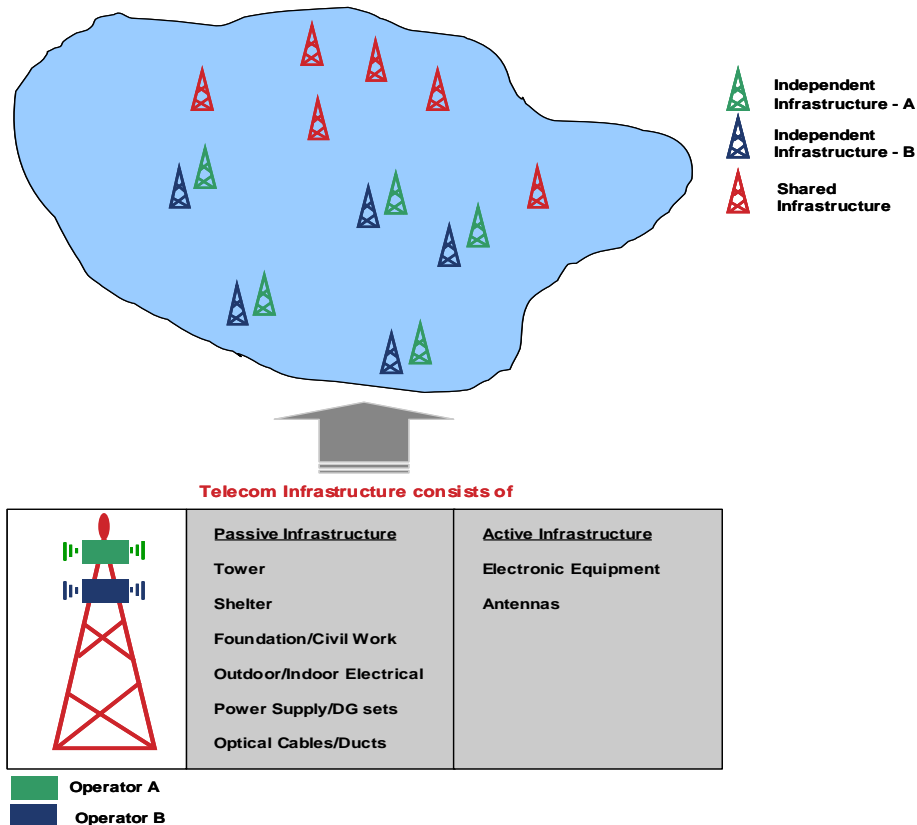 Independent
Infrastructure - A
Independent
Infrastructure - B
Shared
Infrastructure
Telecom Infrastructure consists of
Passive Infrastructure
Tower
Shelter
Foundation/Civil Work
Outdoor/Indoor Electrical
Power Supply/DG sets
Optical Cables/Ducts
Active Infrastructure
Electronic Equipment
Antennas
Operator A
Operator B